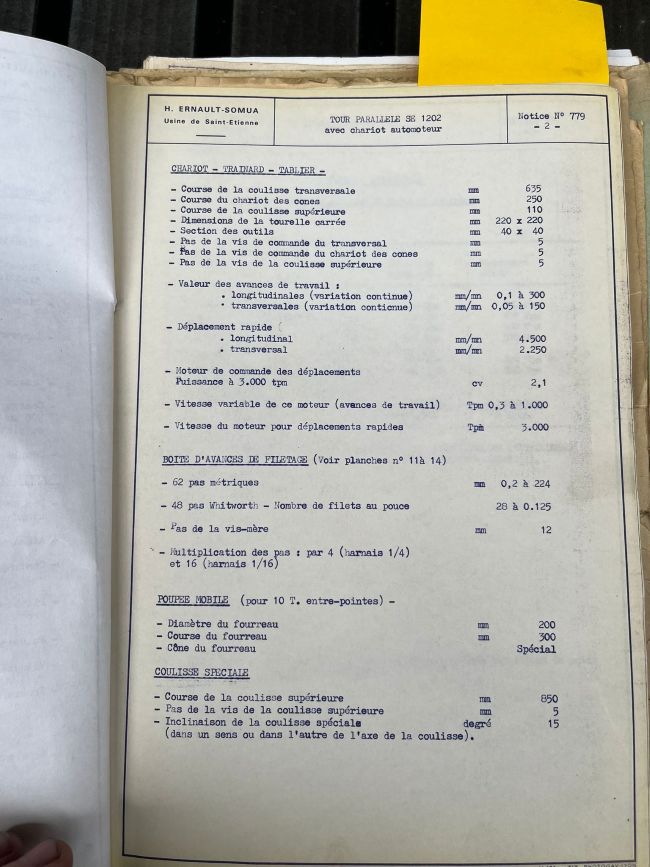 H. ERNAULT-SOMUA
Usine de Saint-Etienne
TOUR PARALLELE SE 1202
avec chariot automoteur
Notice N° 779
- 2 -
CHARIOT - TRAINARD - TABLIER -
- Course de la coulisse transversale mm 635
- Course du chariot des cones mm 250
- Course de la coulisse supérieure mm 110
- Dimensions de la tourelle carrée mm 220 x 220
- Section des outils mm 40 x 40
- Pas de la vis de commande du transversal mm 5
- Pas de la vis de commande du chariot des cones mm 5
- Pas de la vis de la coulisse supérieure mm 5
- Valeur des avances de travail :
. longitudinales (variation continue) mm/mn 0,1 à 300
. transversales (variation continue) mm/mn 0,05 à 150
- Déplacement rapide
. longitudinal mm/mn 4.500
. transversal mm/mn 2.250
- Moteur de commande des déplacements
Puissance à 3.000 tpm cv 2,1
- Vitesse variable de ce moteur (avances de travail) Tpm 0,3 à 1.000
- Vitesse du moteur pour déplacements rapides Tpm 3.000
BOITE D'AVANCES DE FILETAGE (Voir planches n° 11à 14)
- 62 pas métriques mm 0,2 à 224
- 48 pas Whitworth - Nombre de filets au pouce 28 à 0.125
- Pas de la vis-mère mm 12
- Multiplication des pas : par 4 (harnais 1/4)
et 16 (harnais 1/16)
POUPEE MOBILE (pour 10 T. entre-pointes) -
- Diamètre du fourreau mm 200
- Course du fourreau mm 300
- Cône du fourreau Spécial
COULISSE SPECIALE
- Course de la coulisse supérieure mm 850
- Pas de la vis de la coulisse supérieure mm 5
- Inclinaison de la coulisse spéciale degré 15
(dans un sens ou dans l'autre de l'axe de la coulisse).